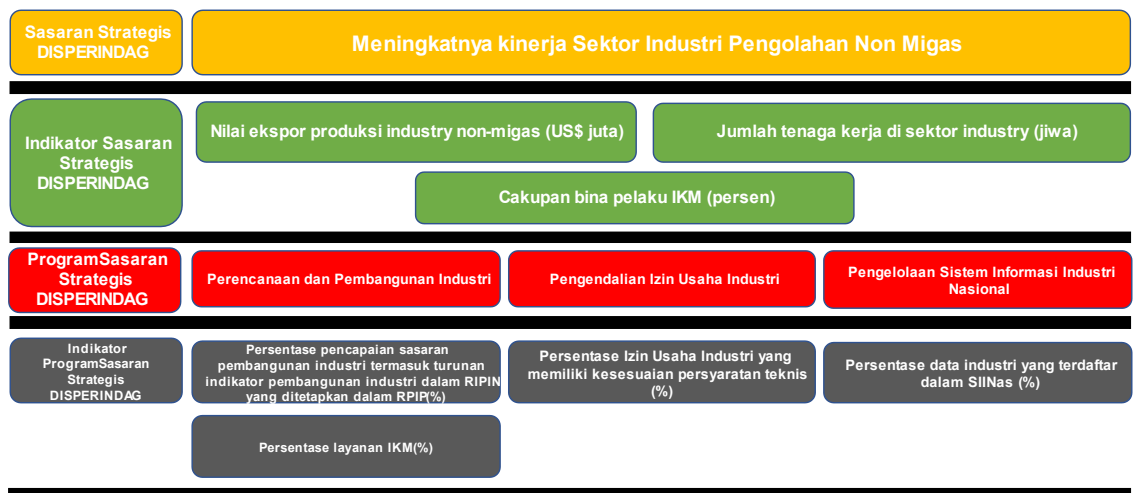 Sasaran Strategis
DISPERINDAG
Meningkatnya kinerja Sektor Industri Pengolahan Non Migas
Indikator Sasaran
Strategis
DISPERINDAG
Nilai ekspor produksi industry non-migas (US$ juta)
Jumlah tenaga kerja di sektor industry (jiwa)
Cakupan bina pelaku IKM (persen)
ProgramSasaran
Strategis
DISPERINDAG
Perencanaan dan Pembangunan Industri
Pengendalian Izin Usaha Industri
Pengelolaan Sistem Informasi Industri
Nasional
Indikator
ProgramSasaran
Strategis
DISPERINDAG
Persentase pencapaian sasaran
pembangunan industri termasuk turunan
indikator pembangunan industri dalam RIPIN
yang ditetapkan dalam RPIP(%)
Persentase Izin Usaha Industri yang
memiliki kesesuaian persyaratan teknis
(%)
Persentase data industri yang terdaftar
dalam SIINas (%)
Persentase layanan IKM(%)